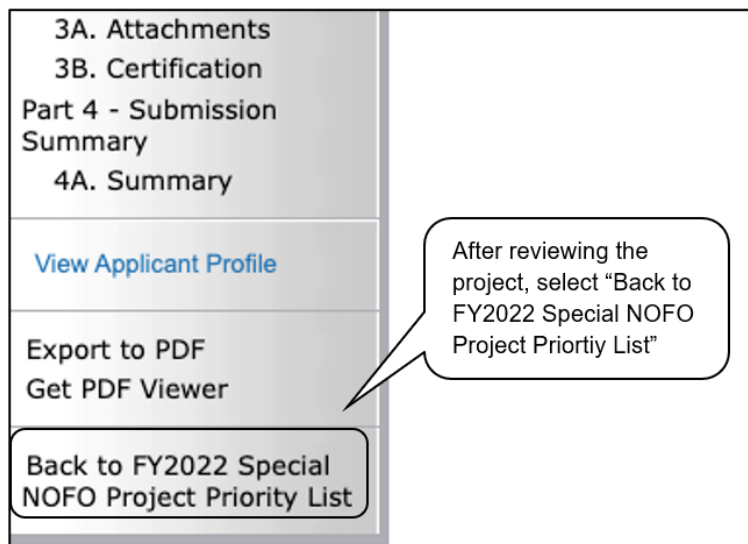 3A. Attachments
3B. Certification
Part 4 - Submission
Summary
4A. Summary
View Applicant Profile
Export to PDF
Get PDF Viewer
Back to FY2022 Special
NOFO Project Priority List
After reviewing the
project, select “Back to
FY2022 Special NOFO
Project Priortiy List”